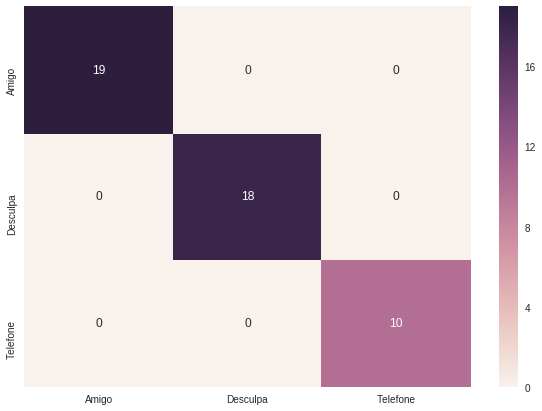 Amigo
19 0 0
Desculpa
0 18 0
Telefone
0 0 10
Amigo Desculpa Telefone
16
12
8
4
0